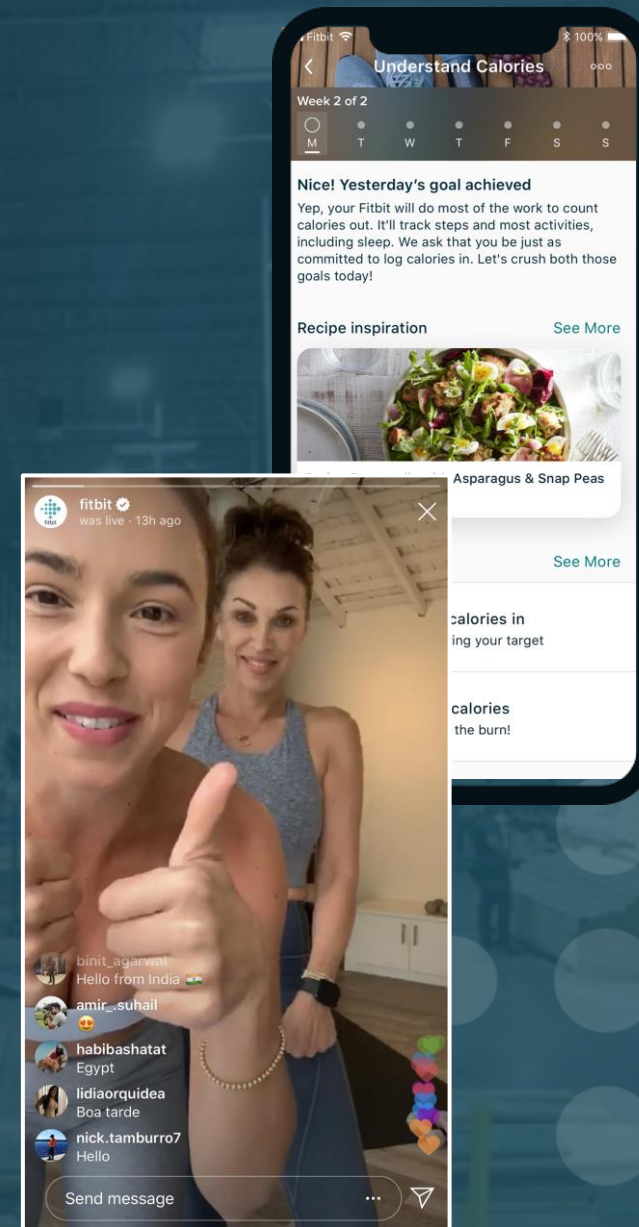 Fitbit
100%
Understand Calories
Week 2 of 2
M T W T F S S
Nice! Yesterday's goal achieved
Yep, your Fitbit will do most of the work to count
calories out. It'll track steps and most activities,
including sleep. We ask that you be just as
committed to log calories in. Let's crush both those
goals today!
Recipe inspiration
See More
Asparagus & Snap Peas
See More
calories in
ing your target
calories
the burn!
fitbit
fitbit
was live · 13h ago
binit_agarwal
Hello from India 🇮🇳
amir_.suhail
😍
habibashatat
Egypt
lidiaorquidea
Boa tarde
nick.tamburro7
Hello
Send message